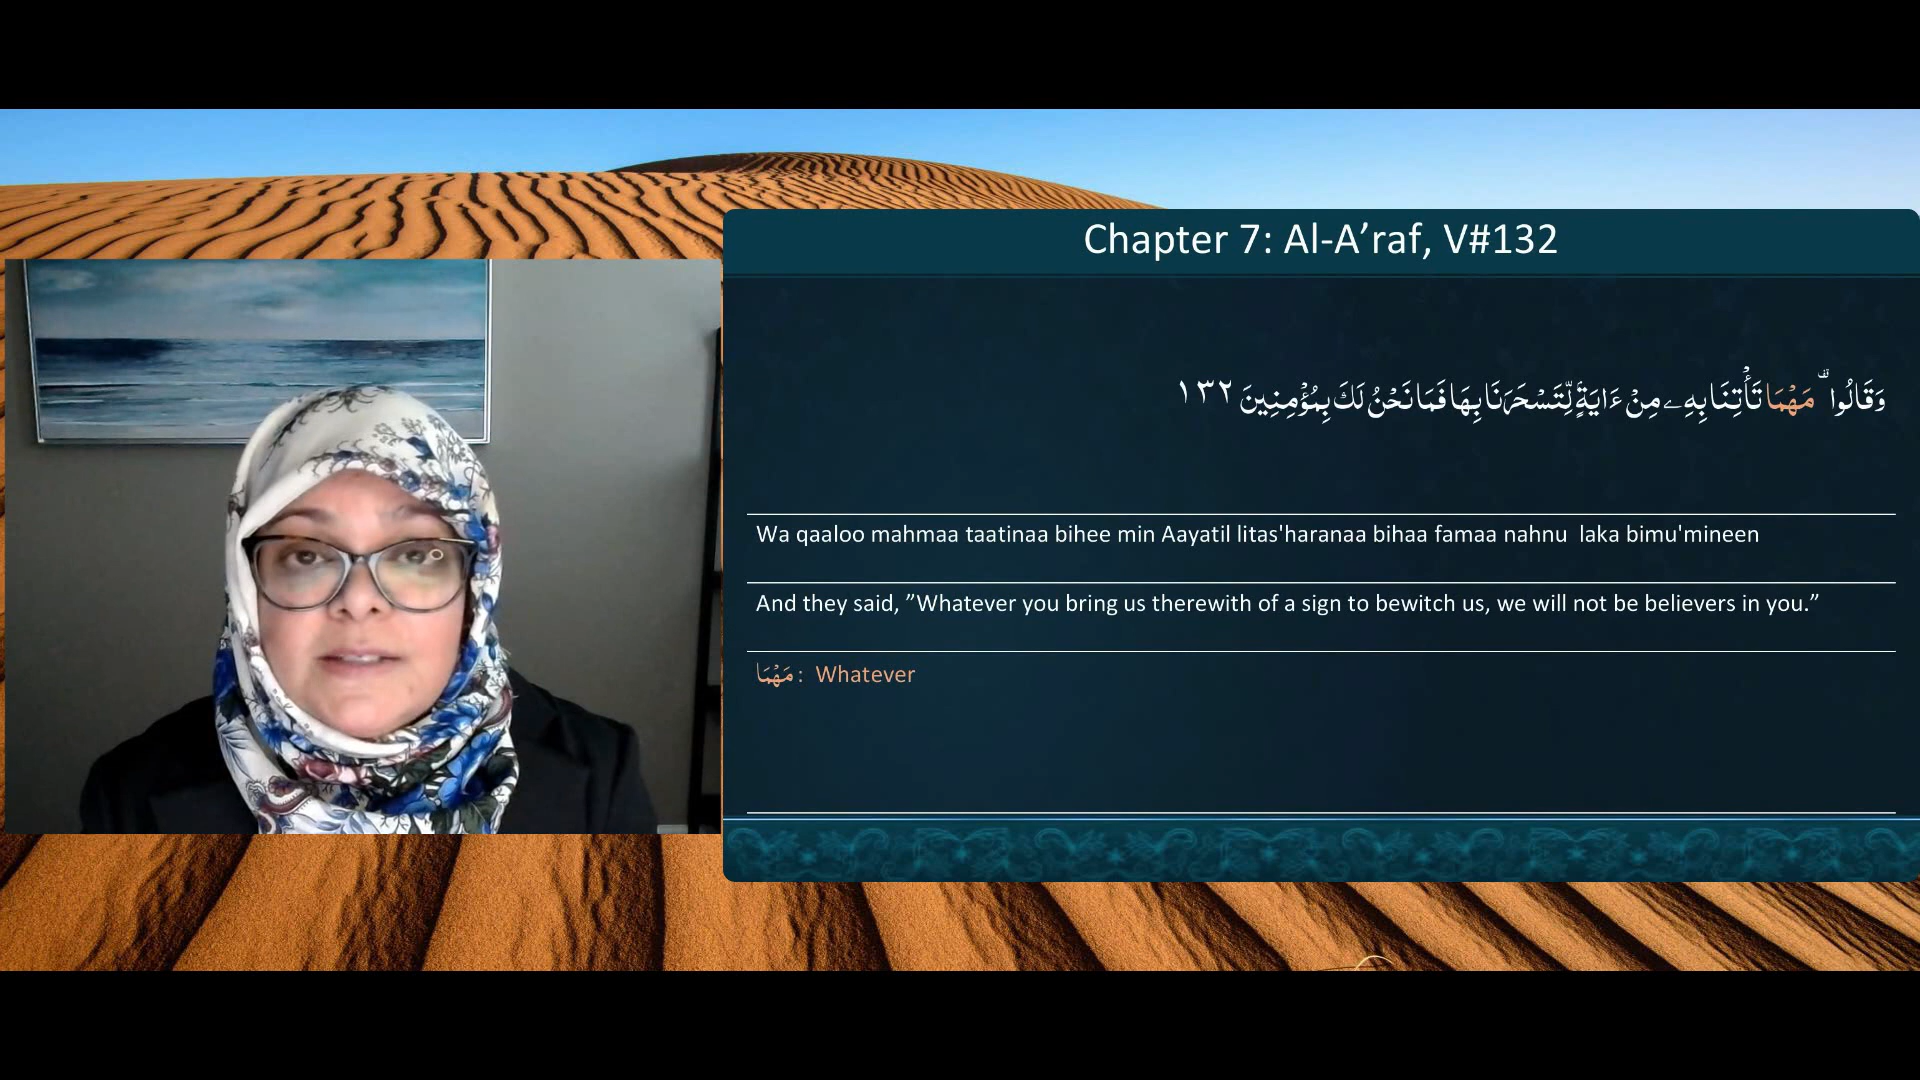 Chapter 7: Al-A’raf, V#132
وَقَالُوا۟ مَهْمَا تَأْتِنَا بِهِۦ مِنْ ءَايَةٍ لِّتَسْحَرَنَا بِهَا فَمَا نَحْنُ لَكَ بِمُؤْمِنِينَ ١٣٢
Wa qaaloo mahmaa taatinaa bihee min Aayatil litas'haranaa bihaa famaa nahnu  laka bimu'mineen
And they said, ”Whatever you bring us therewith of a sign to bewitch us, we will not be believers in you.”
مَهْمَا : Whatever